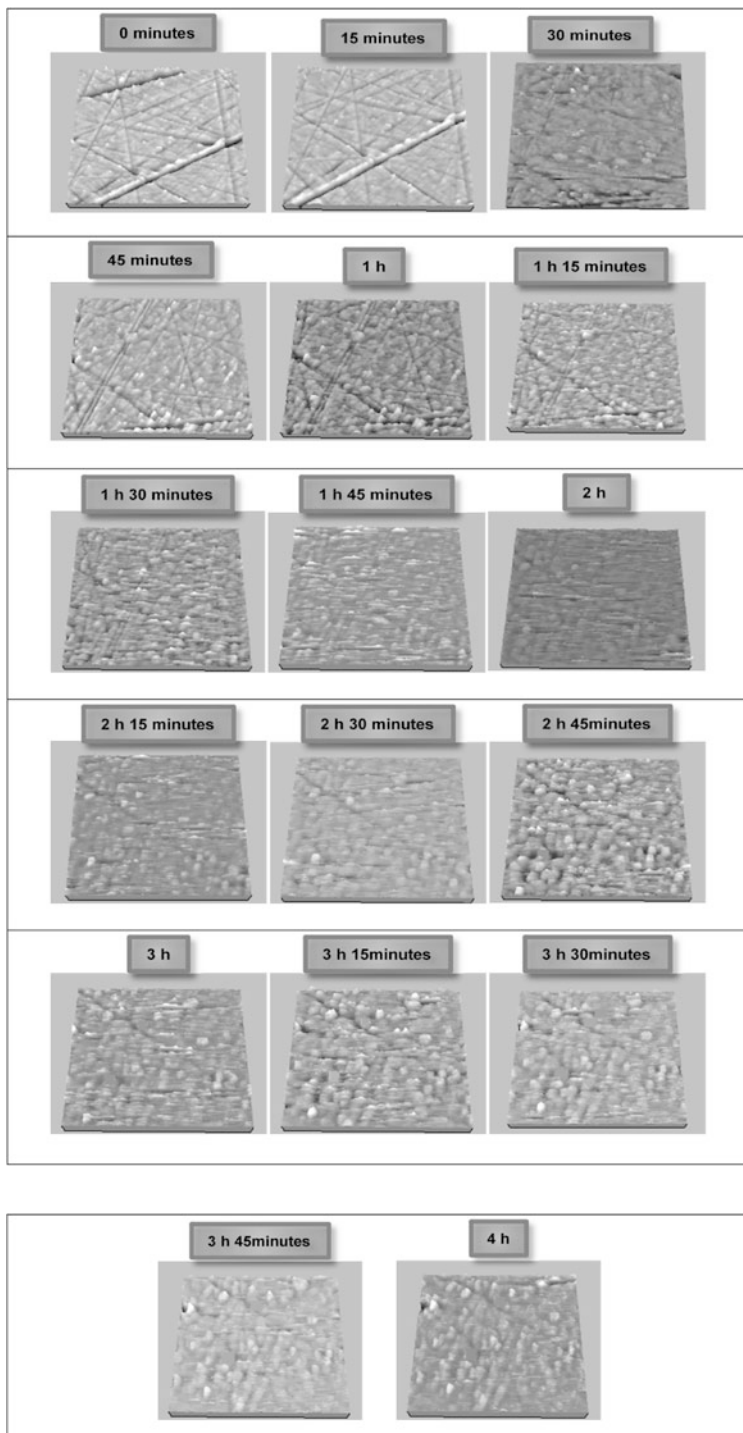 0 minutes
15 minutes
30 minutes
45 minutes
1 h
1 h 15 minutes
1 h 30 minutes
1 h 45 minutes
2 h
2 h 15 minutes
2 h 30 minutes
2 h 45minutes
3 h
3 h 15minutes
3 h 30minutes
3 h 45minutes
4 h